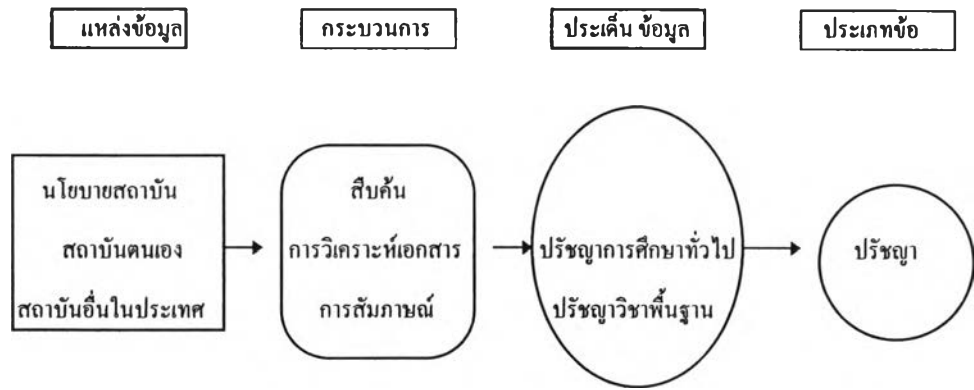 แหล่งข้อมูล
กระบวนการ
ประเด็น ข้อมูล
ประเภทข้อ
นโยบายสถาบัน
สถาบันตนเอง
สถาบันอื่นในประเทศ
สืบค้น
การวิเคราะห์เอกสาร
การสัมภาษณ์
ปรัชญาการศึกษาทั่วไป
ปรัชญาวิชาพื้นฐาน
ปรัชญา